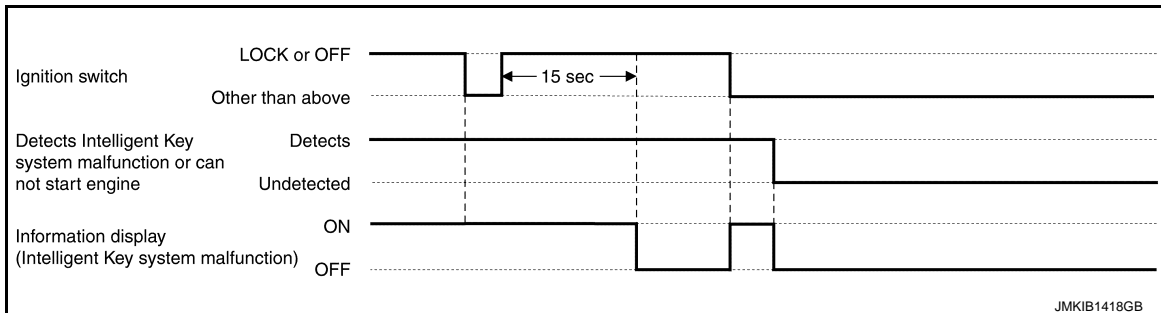 LOCK or OFF
Ignition switch
15 sec
Other than above
Detects Intelligent Key
system malfunction or can
not start engine
Detects
Undetected
Information display
(Intelligent Key system malfunction)
ON
OFF
JMKIB1418GB